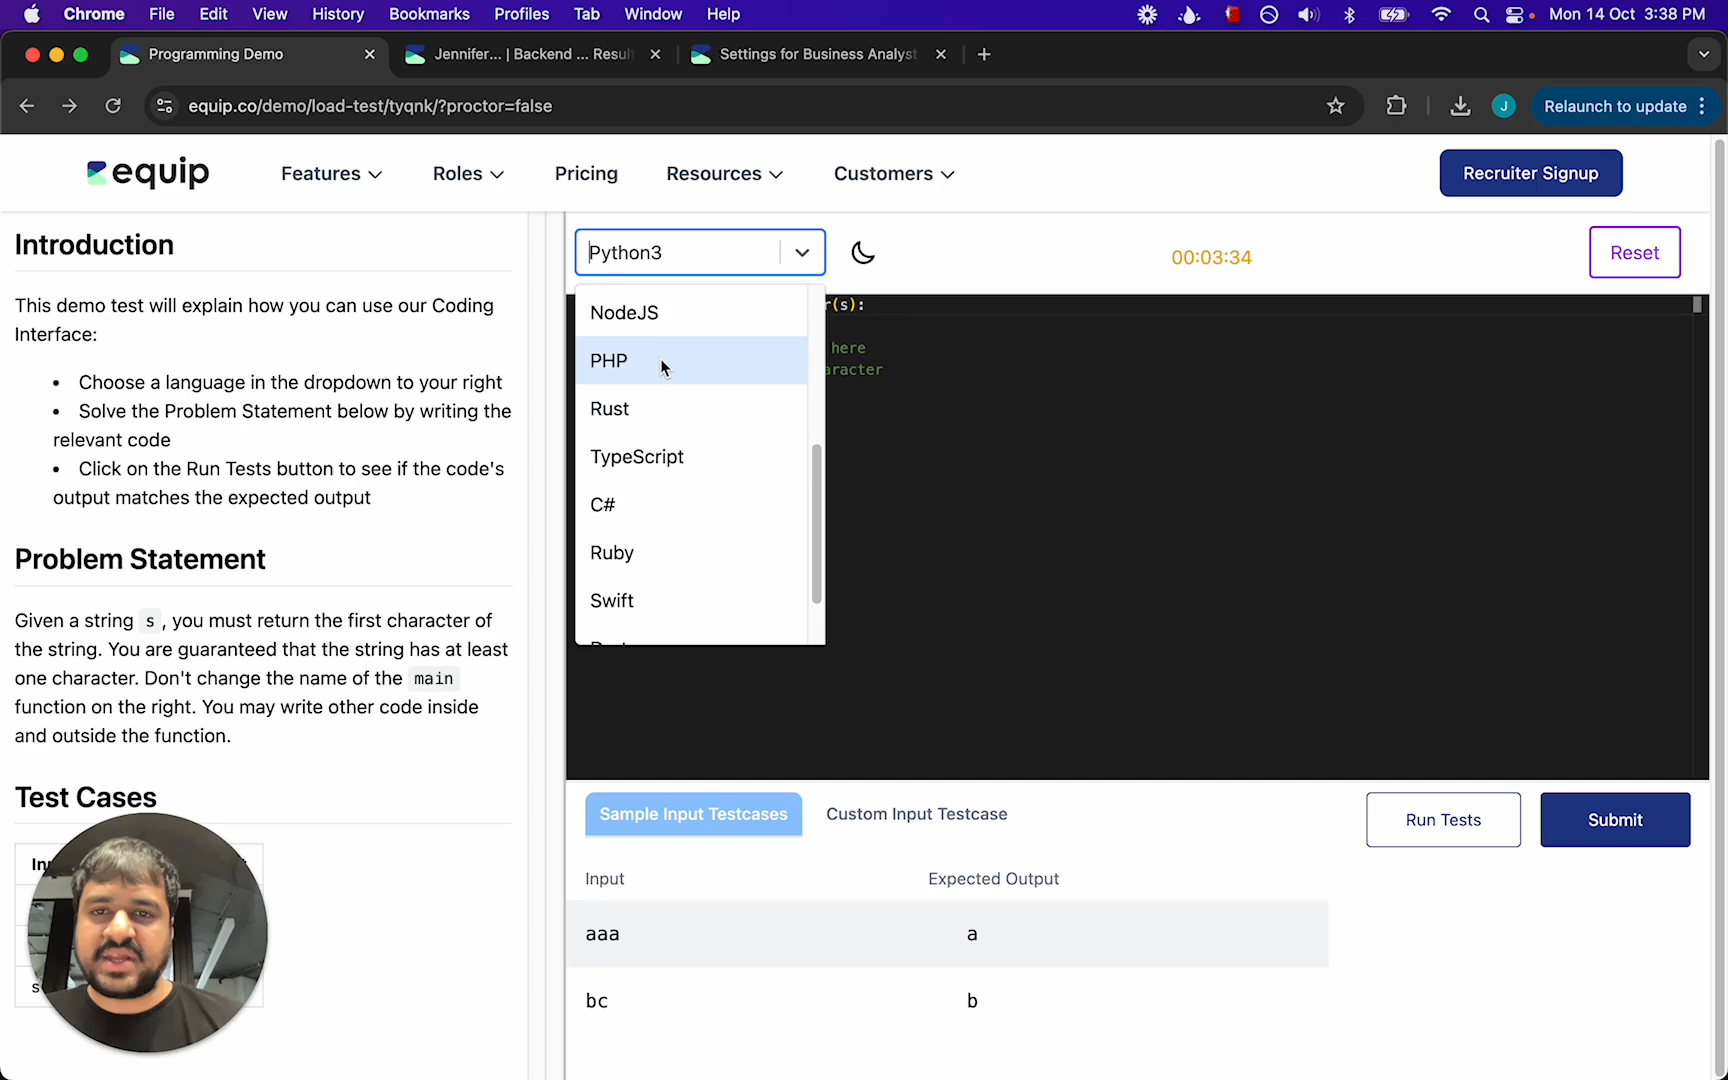 Chrome File Edit View History Bookmarks Profiles Tab Window Help Mon 14 Oct 3:38 PM
Programming Demo Jennifer... | Backend ... Result Settings for Business Analyst
equip.co/demo/load-test/tyqnk/?proctor=false J Relaunch to update
equip Features Roles Pricing Resources Customers Recruiter Signup
Introduction
This demo test will explain how you can use our Coding
Interface:
• Choose a language in the dropdown to your right
• Solve the Problem Statement below by writing the
relevant code
• Click on the Run Tests button to see if the code's
output matches the expected output
Problem Statement
Given a string s, you must return the first character of
the string. You are guaranteed that the string has at least
one character. Don't change the name of the main
function on the right. You may write other code inside
and outside the function.
Test Cases
Python3 00:03:34 Reset
r(s):
here
aracter
NodeJS
PHP
Rust
TypeScript
C#
Ruby
Swift
Sample Input Testcases Custom Input Testcase Run Tests Submit
Input Expected Output
aaa a
bc b